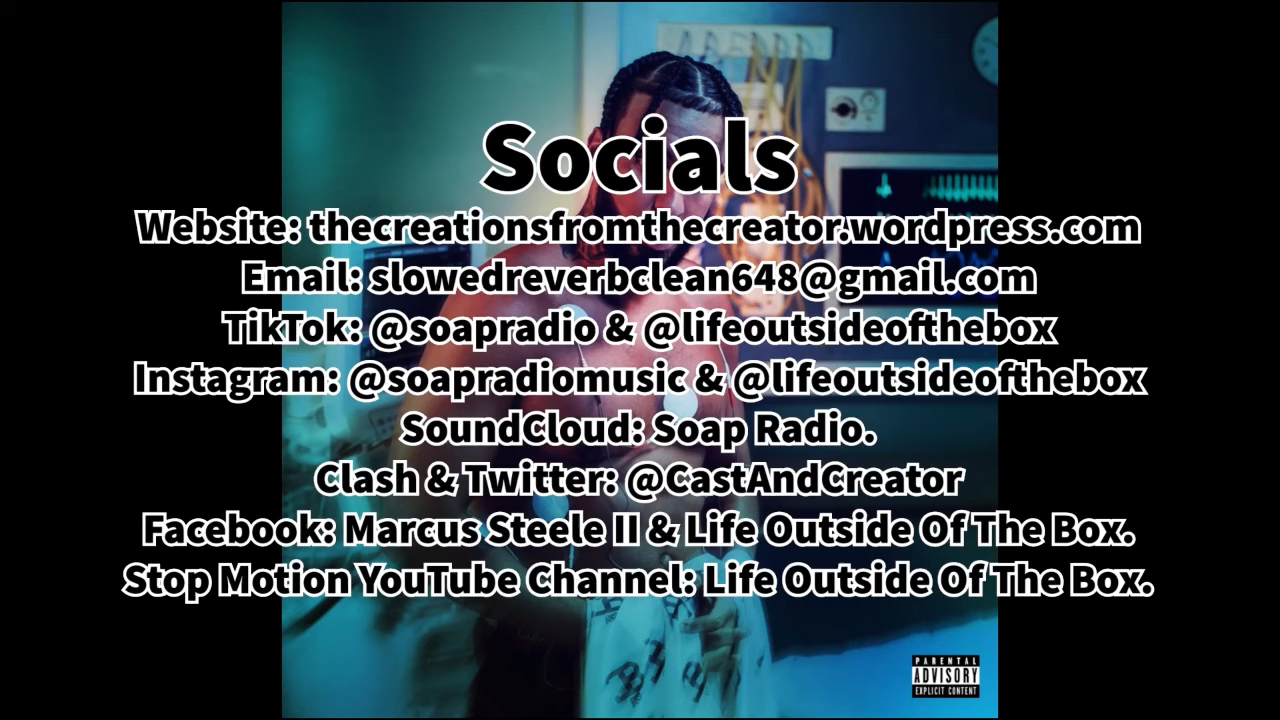 Socials
Website: thecreationsfromthecreator.wordpress.com
Email: slowedreverbclean648@gmail.com
TikTok: @soapradio & @lifeoutsideofthebox
Instagram: @soapradiomusic & @lifeoutsideofthebox
SoundCloud: Soap Radio.
Clash & Twitter: @CastAndCreator
Facebook: Marcus Steele II & Life Outside Of The Box.
Stop Motion YouTube Channel: Life Outside Of The Box.
PARENTAL
ADVISORY
EXPLICIT CONTENT